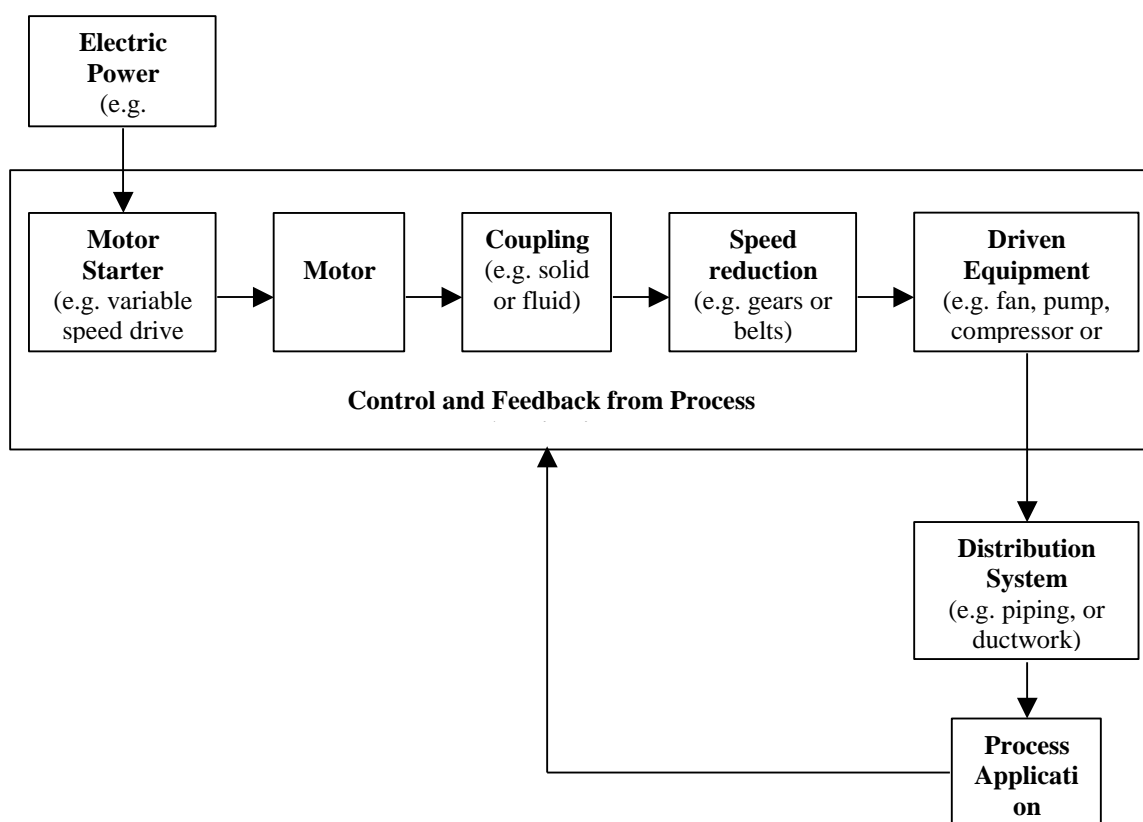 Electric
Power
(e.g.
Motor
Starter
(e.g. variable
speed drive
Motor
Coupling
(e.g. solid
or fluid)
Speed
reduction
(e.g. gears or
belts)
Driven
Equipment
(e.g. fan, pump,
compressor or
Control and Feedback from Process
Distribution
System
(e.g. piping, or
ductwork)
Process
Applicati
on